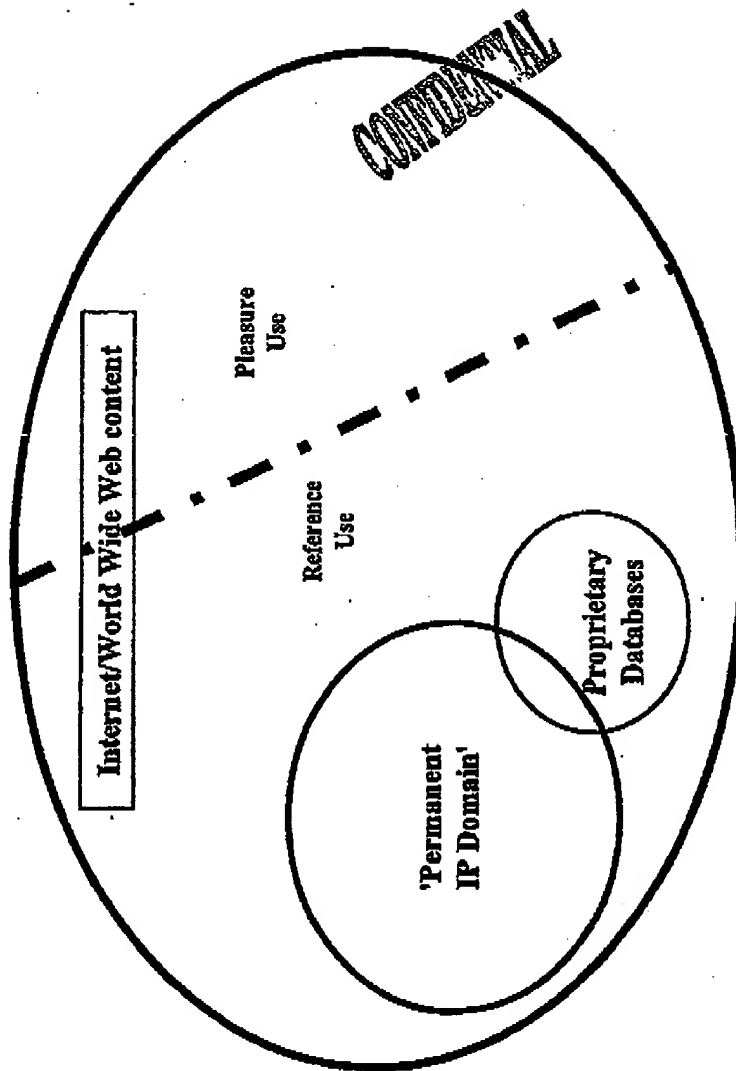 Internet/World Wide Web content
Pleasure
Use
Reference
Use
'Permanent
IP Domain'
Proprietary
Databases
CONFIDENTIAL